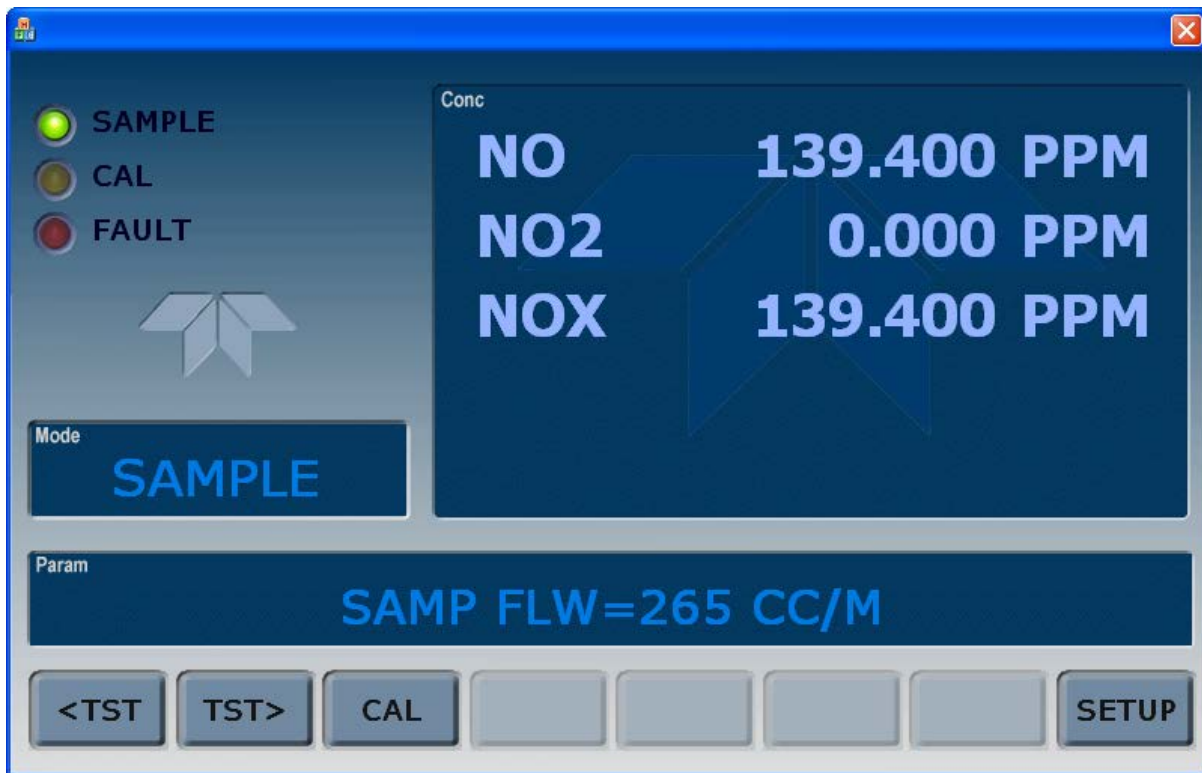 SAMPLE
CAL
FAULT
Conc
NO 139.400 PPM
NO2 0.000 PPM
NOX 139.400 PPM
Mode
SAMPLE
Param
SAMP FLW=265 CC/M
<TST TST> CAL SETUP